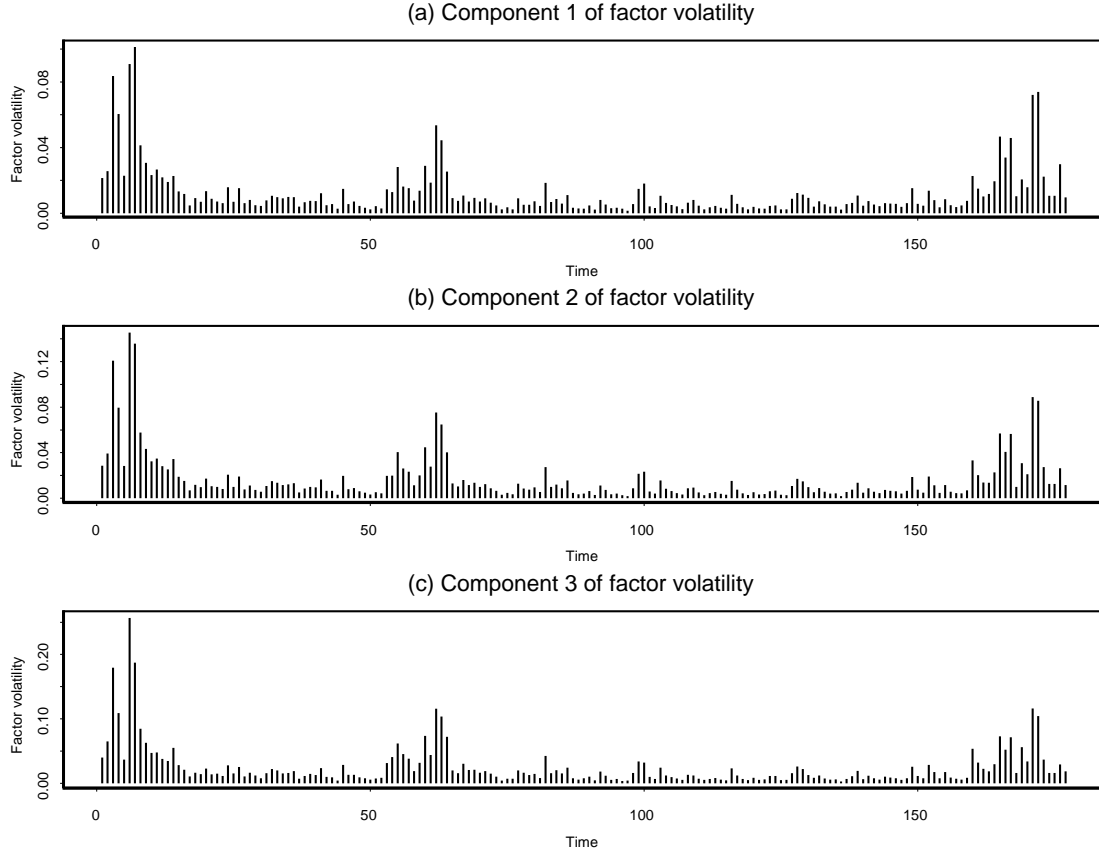 (a) Component 1 of factor volatility
Factor volatility
0.08
0.04
0.00
0 50 100 150
Time
(b) Component 2 of factor volatility
Factor volatility
0.12
0.08
0.04
0.00
0 50 100 150
Time
(c) Component 3 of factor volatility
Factor volatility
0.20
0.10
0.00
0 50 100 150
Time